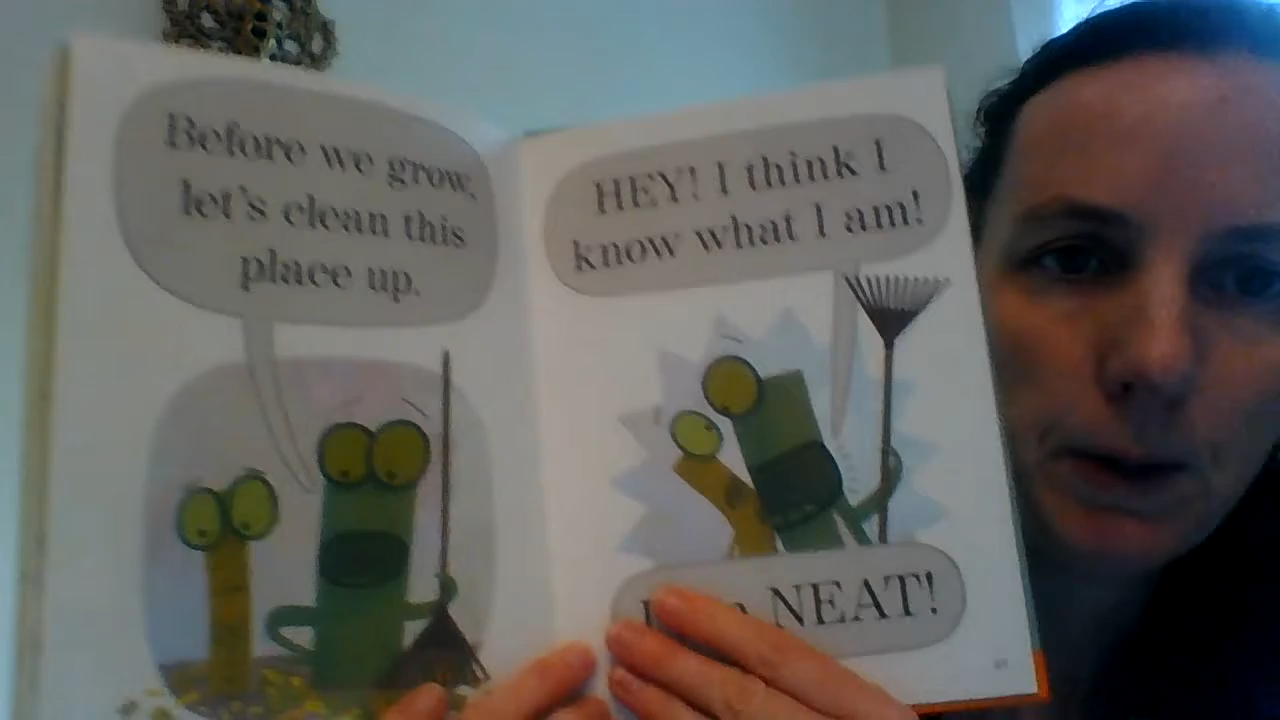 Before we grow,
let's clean this
place up.
HEY! I think I
know what I am!
NEAT!